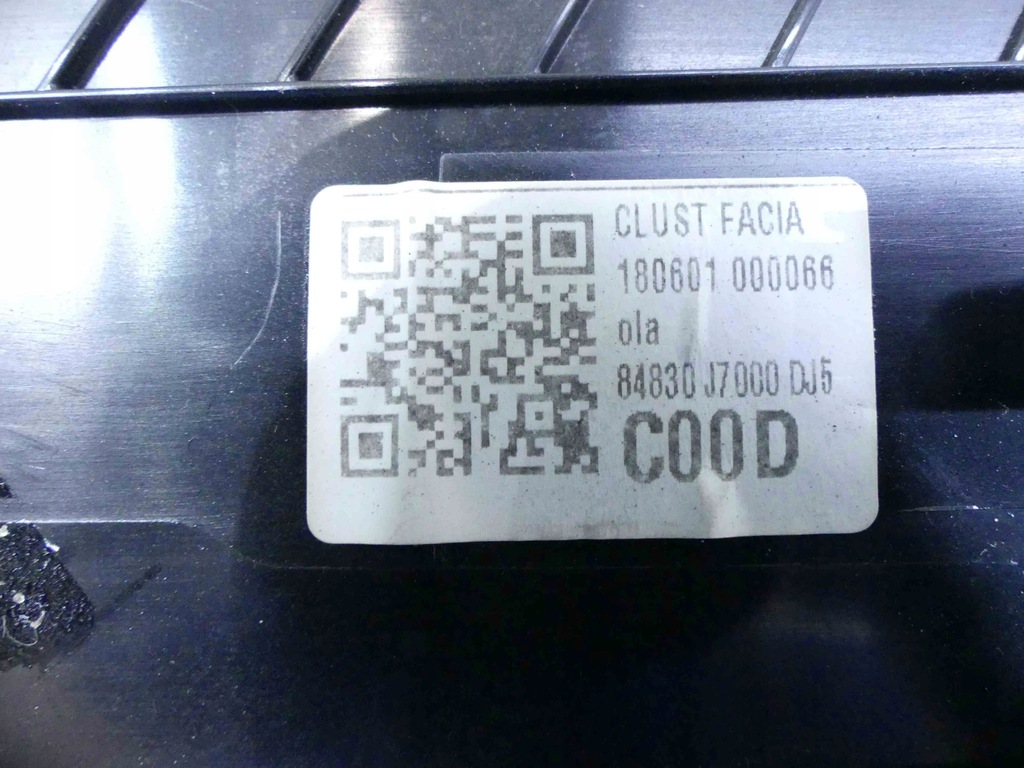 CLUST FACIA
180601 000066
ola
84830 J7000 DJ5
C00D